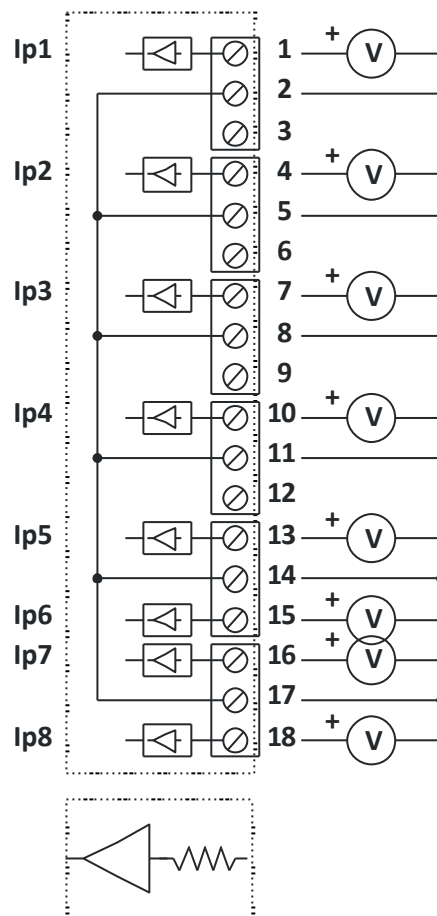 Ip1 1 + V
2
3
Ip2 4 + V
5
6
Ip3 7 + V
8
9
Ip4 10 + V
11
12
Ip5 13 + V
14
Ip6 15 + V
Ip7 16 + V
17
Ip8 18 + V